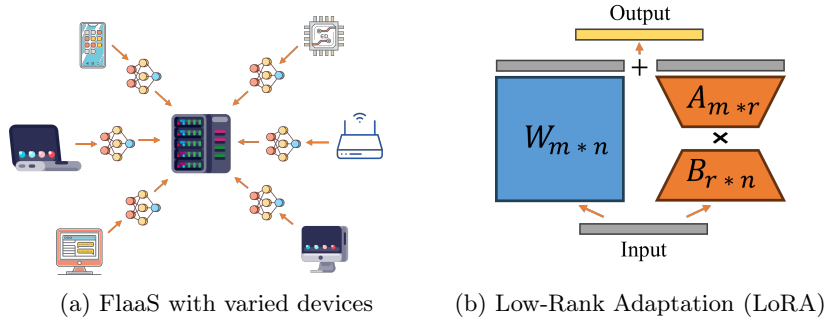 Output
+
A_{m*r}
W_{m*n}
×
B_{r*n}
Input
(a) FlaaS with varied devices
(b) Low-Rank Adaptation (LoRA)